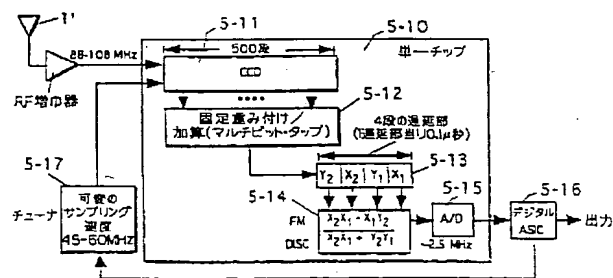 1'
88-108 MHz
RF増巾器
5-11
500段
CCD
5-10
単一チップ
5-12
固定重み付け/
加算(マルチビット・タップ)
4段の遅延部
(1遅延部当り0.1μ秒)
5-13
Y₂ X₂ Y₁ X₁
5-17
チューナ
可変の
サンプリング
速度
45-60MHz
5-14
FM
DISC
X₂X₁ - X₁Y₂
X₂X₁ + Y₂Y₁
5-15
A/D
~2.5 MHz
5-16
デジタル
ASIC
出力